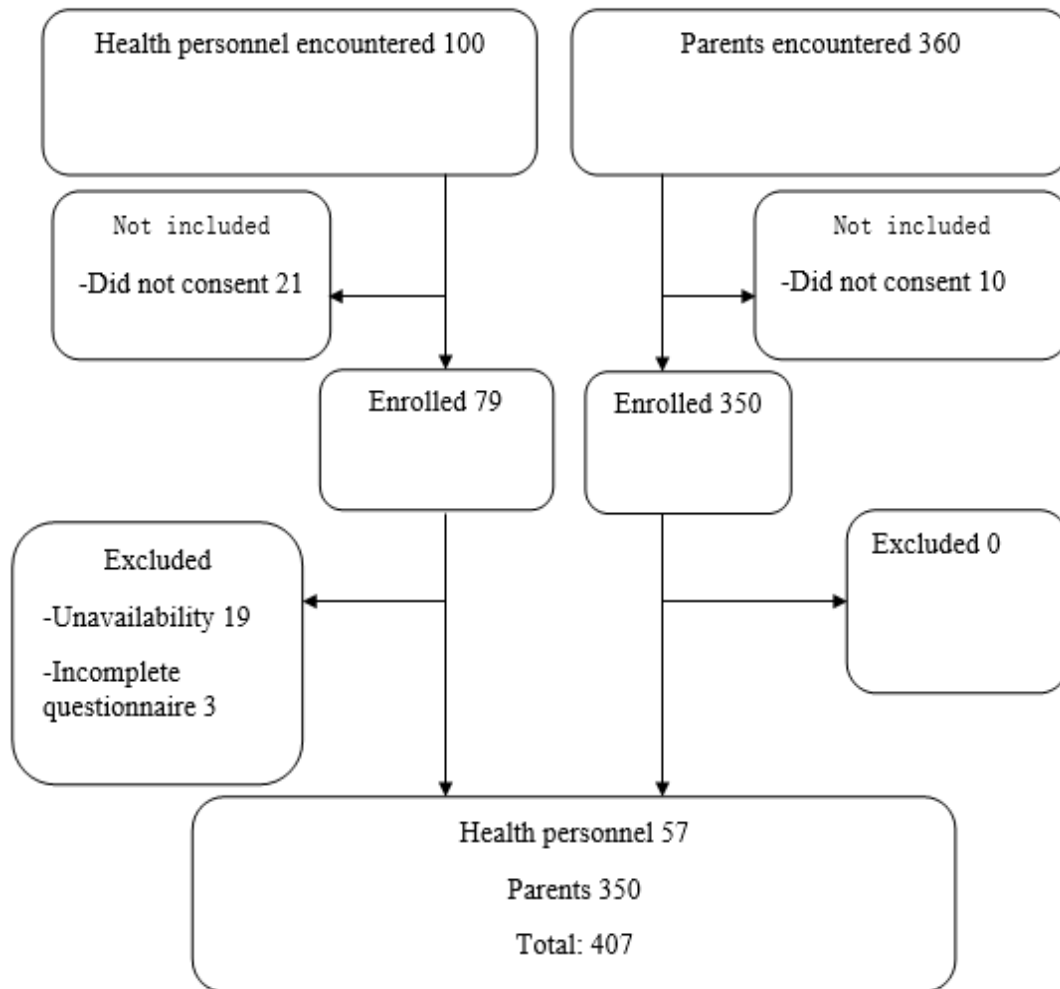 Health personnel encountered 100
Parents encountered 360
Not included
-Did not consent 21
Not included
-Did not consent 10
Enrolled 79
Enrolled 350
Excluded
-Unavailability 19
-Incomplete
questionnaire 3
Excluded 0
Health personnel 57
Parents 350
Total: 407